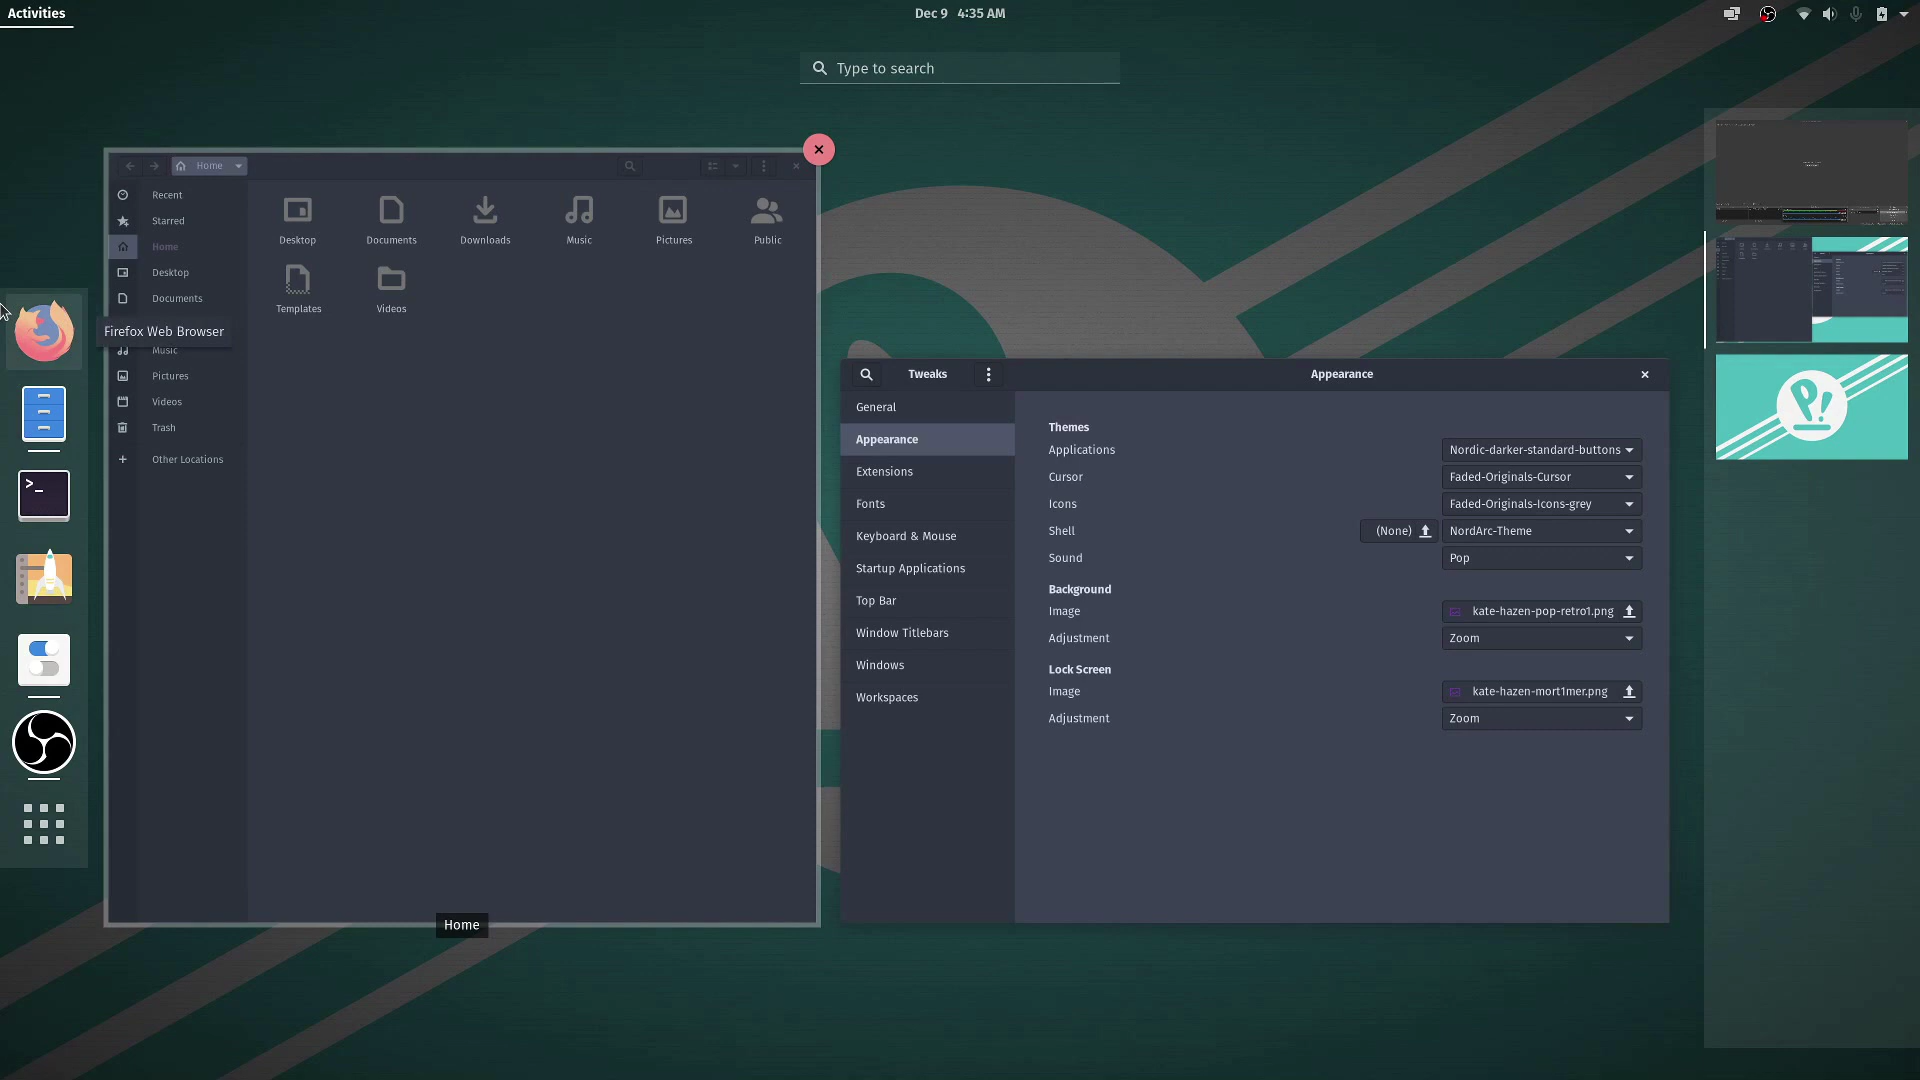 Activities
Dec 9 4:35 AM
Type to search
Home
Recent
Starred
Home
Desktop
Documents
Music
Pictures
Videos
Trash
Other Locations
Desktop
Documents
Downloads
Music
Pictures
Public
Templates
Videos
Firefox Web Browser
Home
Tweaks
Appearance
General
Appearance
Extensions
Fonts
Keyboard & Mouse
Startup Applications
Top Bar
Window Titlebars
Windows
Workspaces
Themes
Applications
Nordic-darker-standard-buttons
Cursor
Faded-Originals-Cursor
Icons
Faded-Originals-Icons-grey
Shell
(None)
NordArc-Theme
Sound
Pop
Background
Image
kate-hazen-pop-retro1.png
Adjustment
Zoom
Lock Screen
Image
kate-hazen-mort1mer.png
Adjustment
Zoom